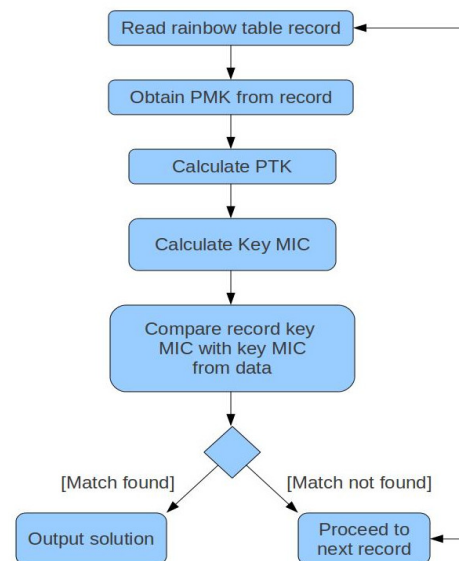 Read rainbow table record
Obtain PMK from record
Calculate PTK
Calculate Key MIC
Compare record key
MIC with key MIC
from data
[Match found]
[Match not found]
Output solution
Proceed to
next record